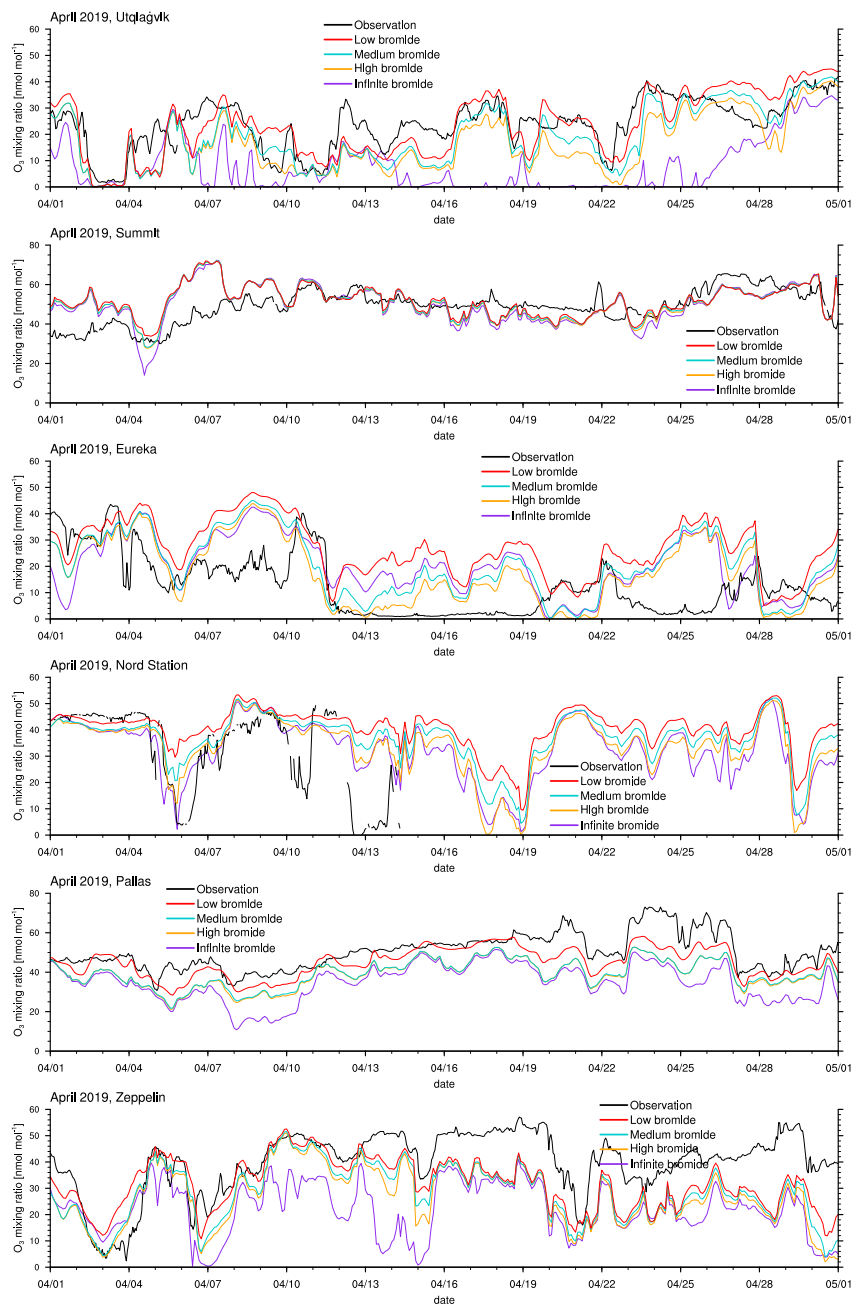 April 2019, Utqiaġvik
Observation
Low bromide
Medium bromide
High bromide
Infinite bromide
O₃ mixing ratio [nmol mol⁻¹]
60
50
40
30
20
10
0
04/01 04/04 04/07 04/10 04/13 04/16 04/19 04/22 04/25 04/28 05/01
date
April 2019, Summit
Observation
Low bromide
Medium bromide
High bromide
Infinite bromide
O₃ mixing ratio [nmol mol⁻¹]
80
60
40
20
0
04/01 04/04 04/07 04/10 04/13 04/16 04/19 04/22 04/25 04/28 05/01
date
April 2019, Eureka
Observation
Low bromide
Medium bromide
High bromide
Infinite bromide
O₃ mixing ratio [nmol mol⁻¹]
60
50
40
30
20
10
0
04/01 04/04 04/07 04/10 04/13 04/16 04/19 04/22 04/25 04/28 05/01
date
April 2019, Nord Station
Observation
Low bromide
Medium bromide
High bromide
Infinite bromide
O₃ mixing ratio [nmol mol⁻¹]
60
50
40
30
20
10
0
04/01 04/04 04/07 04/10 04/13 04/16 04/19 04/22 04/25 04/28 05/01
date
April 2019, Pallas
Observation
Low bromide
Medium bromide
High bromide
Infinite bromide
O₃ mixing ratio [nmol mol⁻¹]
80
60
40
20
0
04/01 04/04 04/07 04/10 04/13 04/16 04/19 04/22 04/25 04/28 05/01
date
April 2019, Zeppelin
Observation
Low bromide
Medium bromide
High bromide
Infinite bromide
O₃ mixing ratio [nmol mol⁻¹]
60
50
40
30
20
10
0
04/01 04/04 04/07 04/10 04/13 04/16 04/19 04/22 04/25 04/28 05/01
date